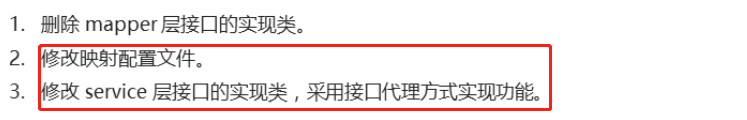 1. 删除 mapper 层接口的实现类。
2. 修改映射配置文件。
3. 修改 service 层接口的实现类，采用接口代理方式实现功能。